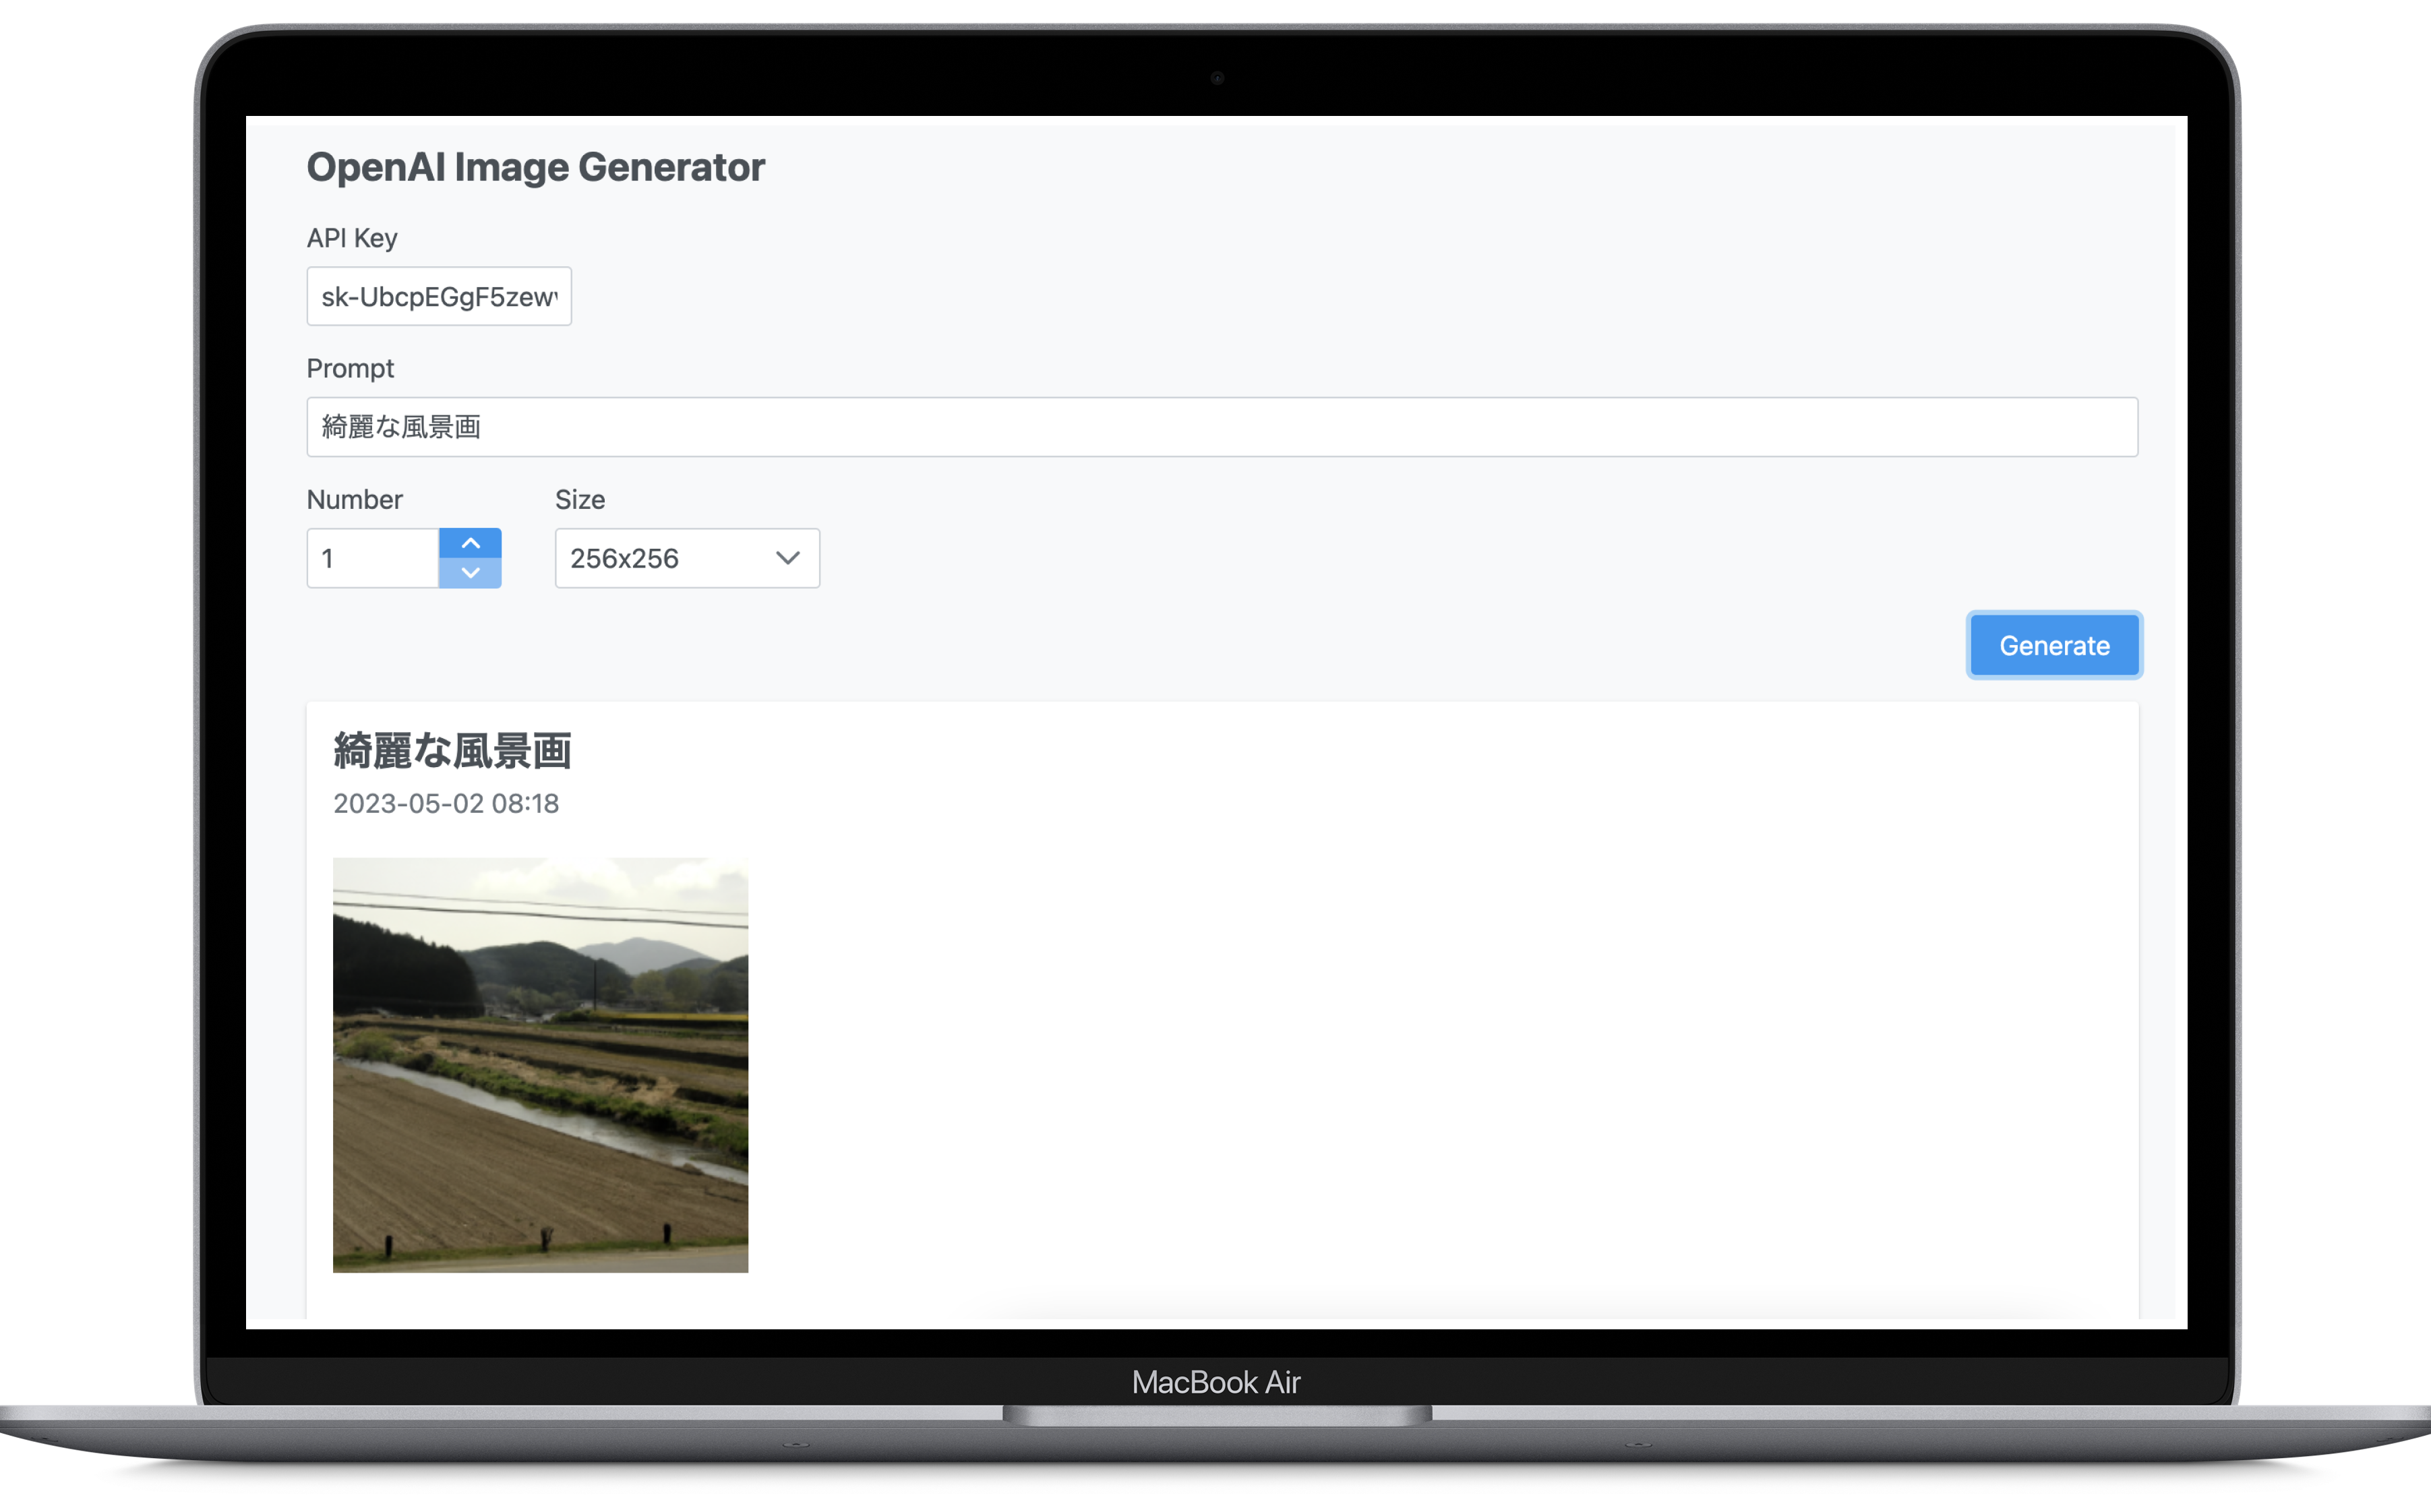 OpenAI Image Generator
API Key
sk-UbcpEGgF5zew
Prompt
綺麗な風景画
Number
Size
1
256x256
Generate
綺麗な風景画
2023-05-02 08:18
MacBook Air